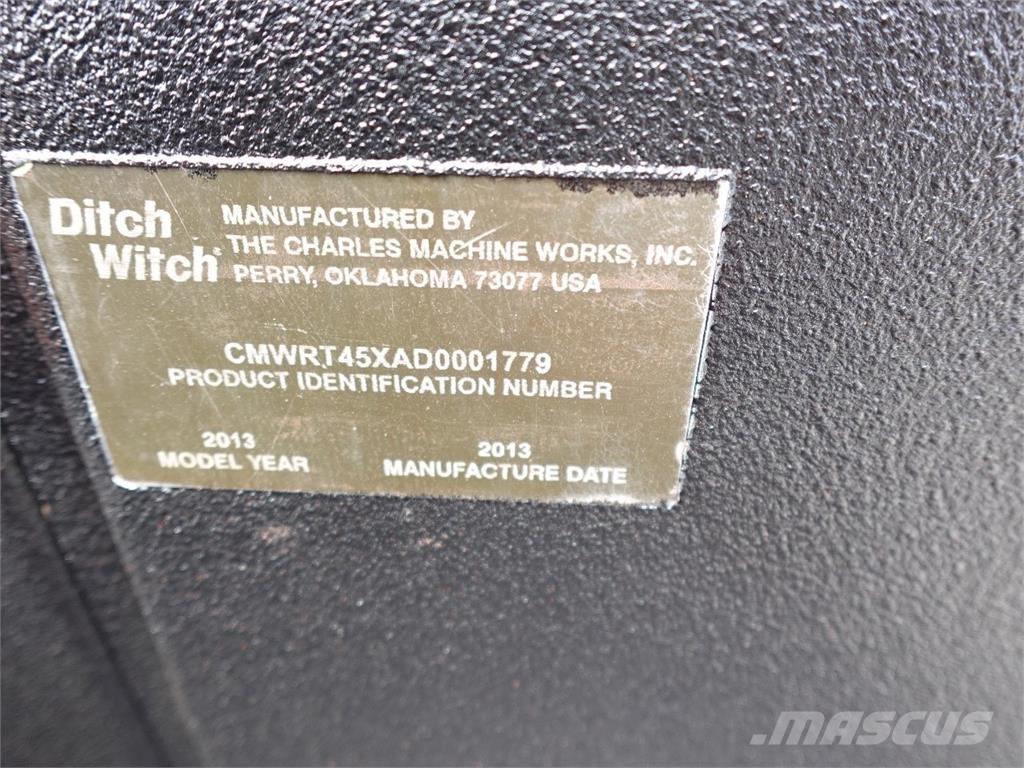 Ditch
Witch®
MANUFACTURED BY
THE CHARLES MACHINE WORKS, INC.
PERRY, OKLAHOMA 73077 USA
CMWRT45XAD0001779
PRODUCT IDENTIFICATION NUMBER
2013
MODEL YEAR
2013
MANUFACTURE DATE
MASCUS